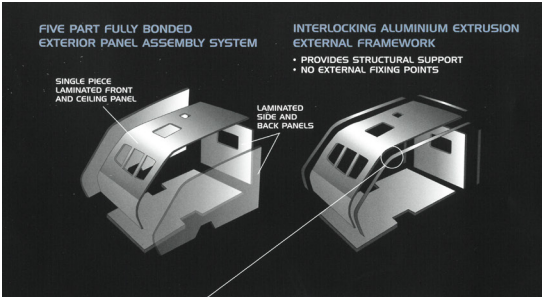 FIVE PART FULLY BONDED
EXTERIOR PANEL ASSEMBLY SYSTEM
SINGLE PIECE
LAMINATED FRONT
AND CEILING PANEL
LAMINATED
SIDE AND
BACK PANELS
INTERLOCKING ALUMINIUM EXTRUSION
EXTERNAL FRAMEWORK
• PROVIDES STRUCTURAL SUPPORT
• NO EXTERNAL FIXING POINTS